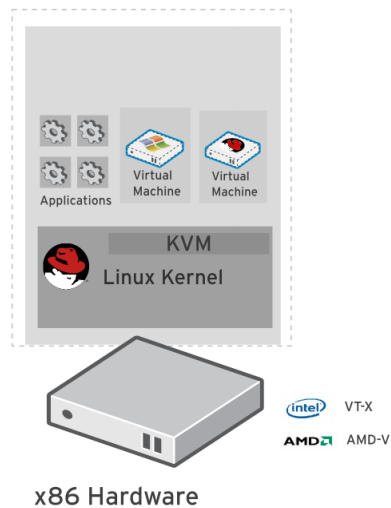 Virtual
Machine
Virtual
Machine
Applications
KVM
Linux Kernel
intel
VT-X
AMD
AMD-V
x86 Hardware